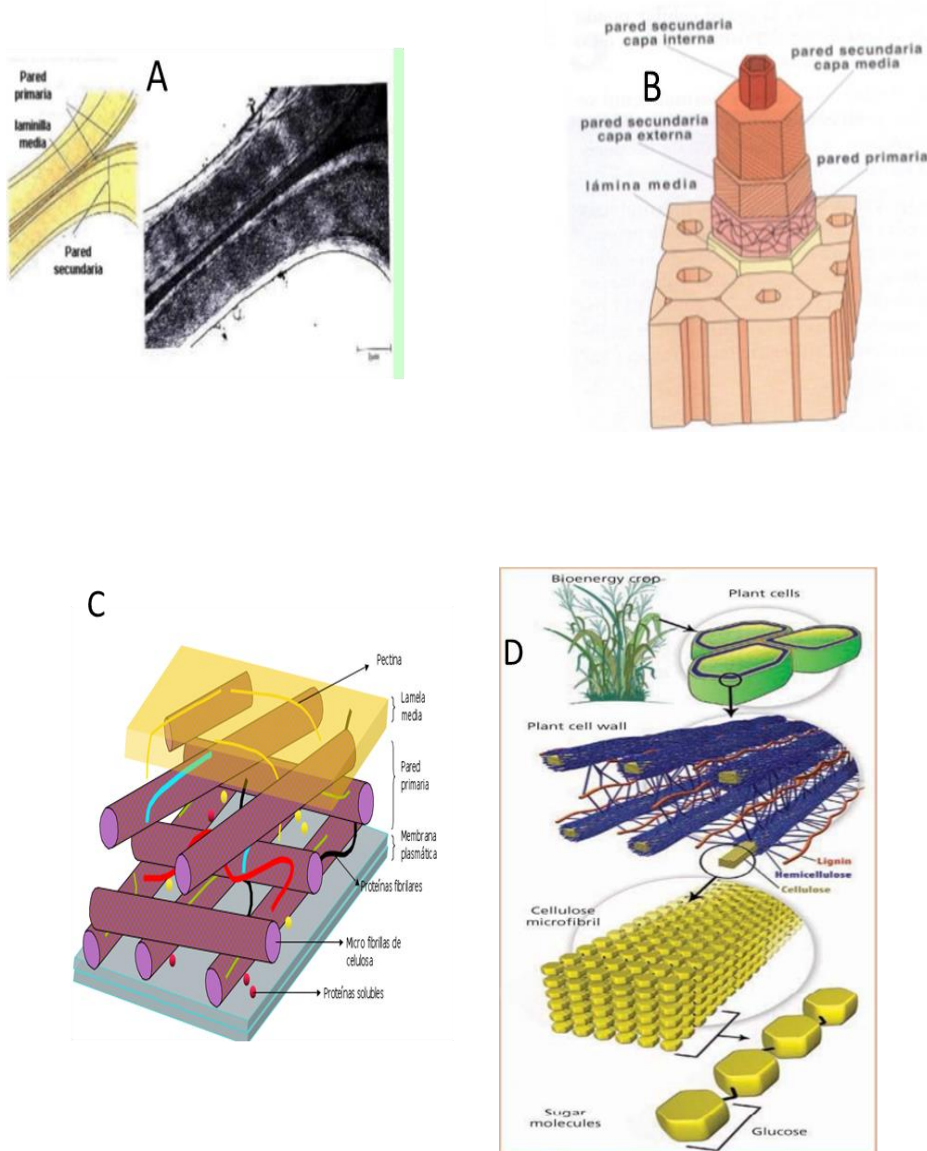 A
Pared
primaria
laminilla
media
Pared
secundaria
B
pared secundaria
capa interna
pared secundaria
capa media
pared secundaria
capa externa
pared primaria
lámina media
C
Pectina
Lamela
media
Pared
primaria
Membrana
plasmática
Proteínas fibrilares
Micro fibrillas de
celulosa
Proteínas solubles
D
Bioenergy crop
Plant cells
Plant cell wall
Lignin
Hemicellulose
Cellulose
Cellulose
microfibril
Sugar
molecules
Glucose